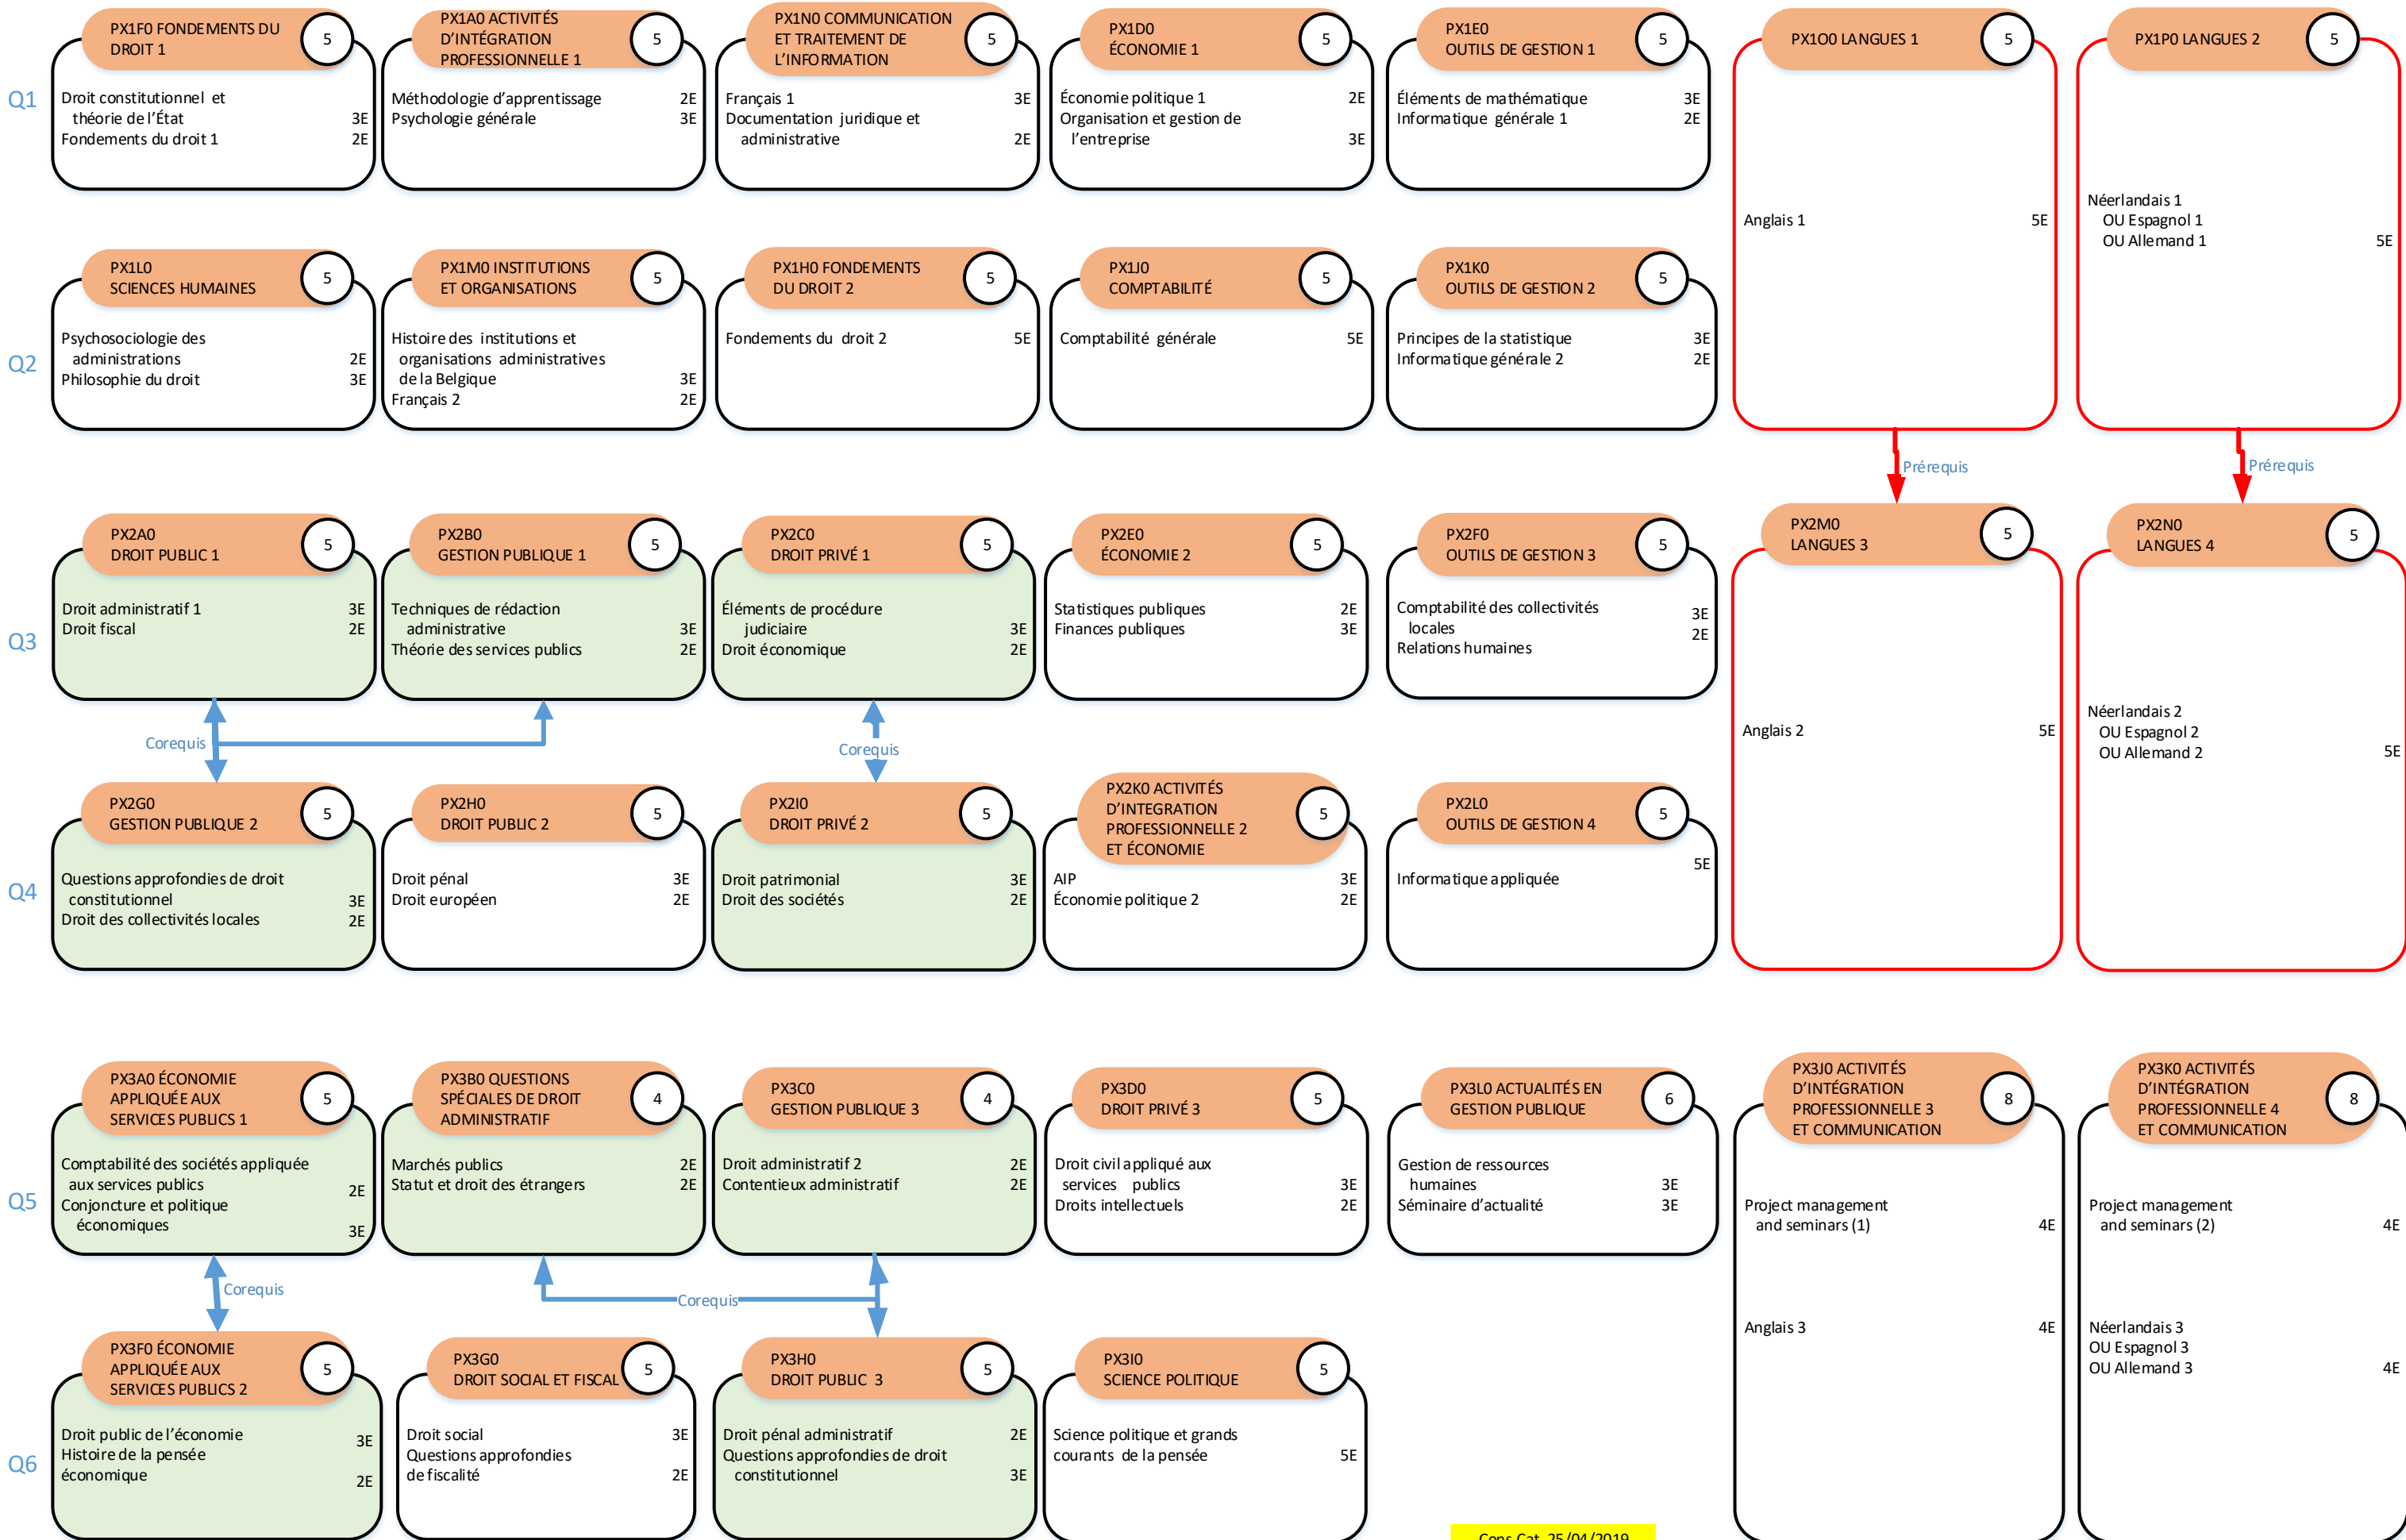 PX1F0 FONDEMENTS DU
DROIT 1
5
PX1A0 ACTIVITÉS
D’INTÉGRATION
PROFESSIONNELLE 1
5
PX1N0 COMMUNICATION
ET TRAITEMENT DE
L’INFORMATION
5
PX1D0
ÉCONOMIE 1
5
PX1E0
OUTILS DE GESTION 1
5
PX1O0 LANGUES 1
5
PX1P0 LANGUES 2
5
Q1
Droit constitutionnel et
théorie de l’État 3E
Fondements du droit 1 2E
Méthodologie d’apprentissage 2E
Psychologie générale 3E
Français 1 3E
Documentation juridique et
administrative 2E
Économie politique 1 2E
Organisation et gestion de
l’entreprise 3E
Éléments de mathématique 3E
Informatique générale 1 2E
Anglais 1 5E
Néerlandais 1
OU Espagnol 1
OU Allemand 1 5E
PX1L0
SCIENCES HUMAINES
5
PX1M0 INSTITUTIONS
ET ORGANISATIONS
5
PX1H0 FONDEMENTS
DU DROIT 2
5
PX1J0
COMPTABILITÉ
5
PX1K0
OUTILS DE GESTION 2
5
Q2
Psychosociologie des
administrations 2E
Philosophie du droit 3E
Histoire des institutions et
organisations administratives
de la Belgique 3E
Français 2 2E
Fondements du droit 2 5E
Comptabilité générale 5E
Principes de la statistique 3E
Informatique générale 2 2E
Prérequis
Prérequis
PX2A0
DROIT PUBLIC 1
5
PX2B0
GESTION PUBLIQUE 1
5
PX2C0
DROIT PRIVÉ 1
5
PX2E0
ÉCONOMIE 2
5
PX2F0
OUTILS DE GESTION 3
5
PX2M0
LANGUES 3
5
PX2N0
LANGUES 4
5
Q3
Droit administratif 1 3E
Droit fiscal 2E
Techniques de rédaction
administrative 3E
Théorie des services publics 2E
Éléments de procédure
judiciaire 3E
Droit économique 2E
Statistiques publiques 2E
Finances publiques 3E
Comptabilité des collectivités
locales 3E
Relations humaines 2E
Anglais 2 5E
Néerlandais 2
OU Espagnol 2
OU Allemand 2 5E
Corequis
Corequis
PX2G0
GESTION PUBLIQUE 2
5
PX2H0
DROIT PUBLIC 2
5
PX2I0
DROIT PRIVÉ 2
5
PX2K0 ACTIVITÉS
D’INTEGRATION
PROFESSIONNELLE 2
ET ÉCONOMIE
5
PX2L0
OUTILS DE GESTION 4
5
Q4
Questions approfondies de droit
constitutionnel 3E
Droit des collectivités locales 2E
Droit pénal 3E
Droit européen 2E
Droit patrimonial 3E
Droit des sociétés 2E
AIP 3E
Économie politique 2 2E
Informatique appliquée 5E
PX3A0 ÉCONOMIE
APPLIQUÉE AUX
SERVICES PUBLICS 1
5
PX3B0 QUESTIONS
SPÉCIALES DE DROIT
ADMINISTRATIF
4
PX3C0
GESTION PUBLIQUE 3
4
PX3D0
DROIT PRIVÉ 3
5
PX3L0 ACTUALITÉS EN
GESTION PUBLIQUE
6
PX3J0 ACTIVITÉS
D’INTÉGRATION
PROFESSIONNELLE 3
ET COMMUNICATION
8
PX3K0 ACTIVITÉS
D’INTÉGRATION
PROFESSIONNELLE 4
ET COMMUNICATION
8
Q5
Comptabilité des sociétés appliquée
aux services publics 2E
Conjoncture et politique
économiques 3E
Marchés publics 2E
Statut et droit des étrangers 2E
Droit administratif 2 2E
Contentieux administratif 2E
Droit civil appliqué aux
services publics 3E
Droits intellectuels 2E
Gestion de ressources
humaines 3E
Séminaire d’actualité 3E
Project management
and seminars (1) 4E
Anglais 3 4E
Project management
and seminars (2) 4E
Néerlandais 3
OU Espagnol 3
OU Allemand 3 4E
Corequis
Corequis
PX3F0 ÉCONOMIE
APPLIQUÉE AUX
SERVICES PUBLICS 2
5
PX3G0
DROIT SOCIAL ET FISCAL
5
PX3H0
DROIT PUBLIC 3
5
PX3I0
SCIENCE POLITIQUE
5
Q6
Droit public de l’économie 3E
Histoire de la pensée
économique 2E
Droit social 3E
Questions approfondies
de fiscalité 2E
Droit pénal administratif 2E
Questions approfondies de droit
constitutionnel 3E
Science politique et grands
courants de la pensée 5E
Cons Cat 25/04/2019